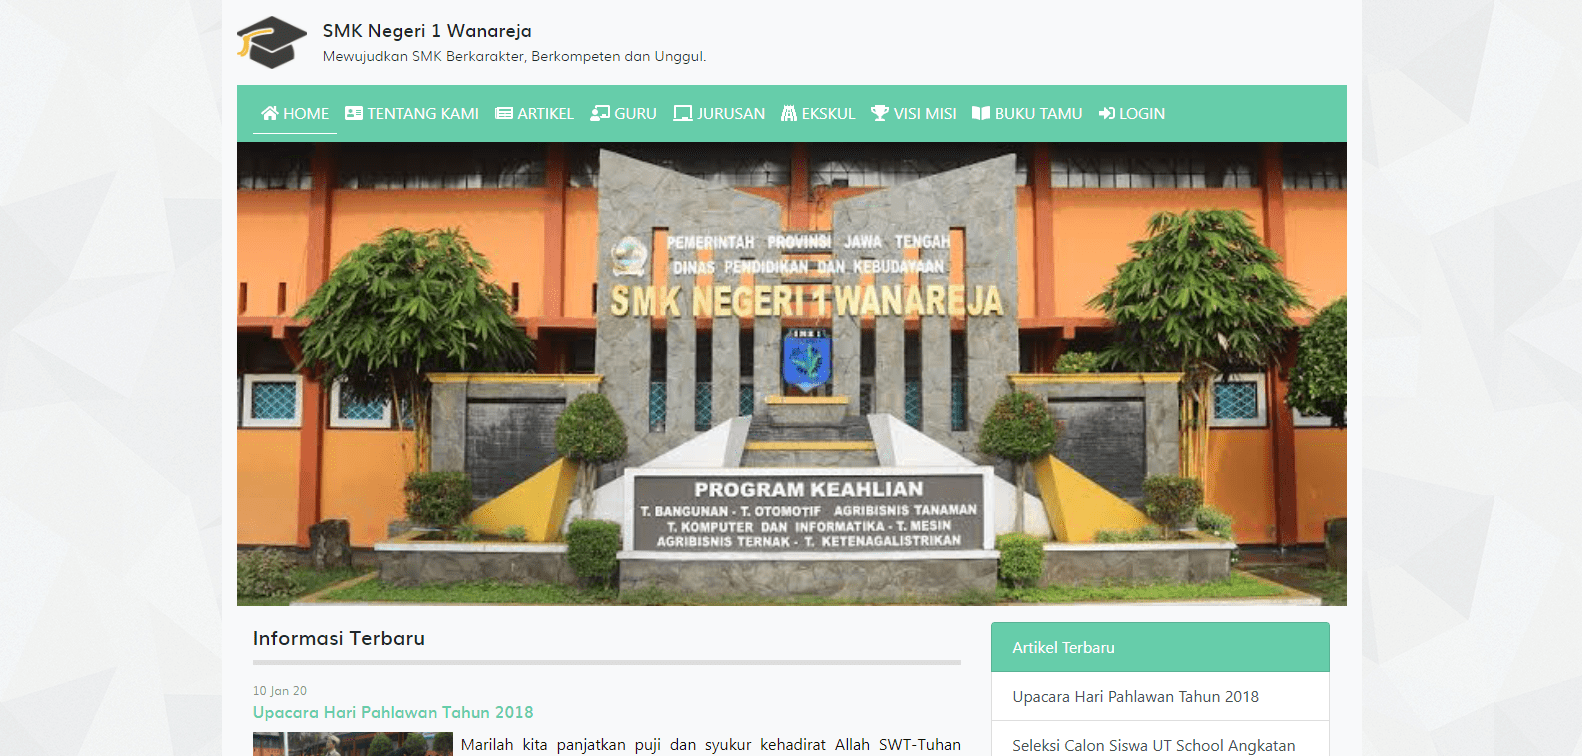 SMK Negeri 1 Wanareja
Mewujudkan SMK Berkarakter, Berkompeten dan Unggul.
HOME TENTANG KAMI ARTIKEL GURU JURUSAN EKSKUL VISI MISI BUKU TAMU LOGIN
PEMERINTAH PROVINSI JAWA TENGAH
DINAS PENDIDIKAN DAN KEBUDAYAAN
SMK NEGERI 1 WANAREJA
PROGRAM KEAHLIAN
T. BANGUNAN - T. OTOMOTIF AGRIBISNIS TANAMAN
T. KOMPUTER DAN INFORMATIKA - T. MESIN
AGRIBISNIS TERNAK - T. KETENAGALISTRIKAN
Informasi Terbaru
10 Jan 20
Upacara Hari Pahlawan Tahun 2018
Marilah kita panjatkan puji dan syukur kehadirat Allah SWT-Tuhan
Artikel Terbaru
Upacara Hari Pahlawan Tahun 2018
Seleksi Calon Siswa UT School Angkatan